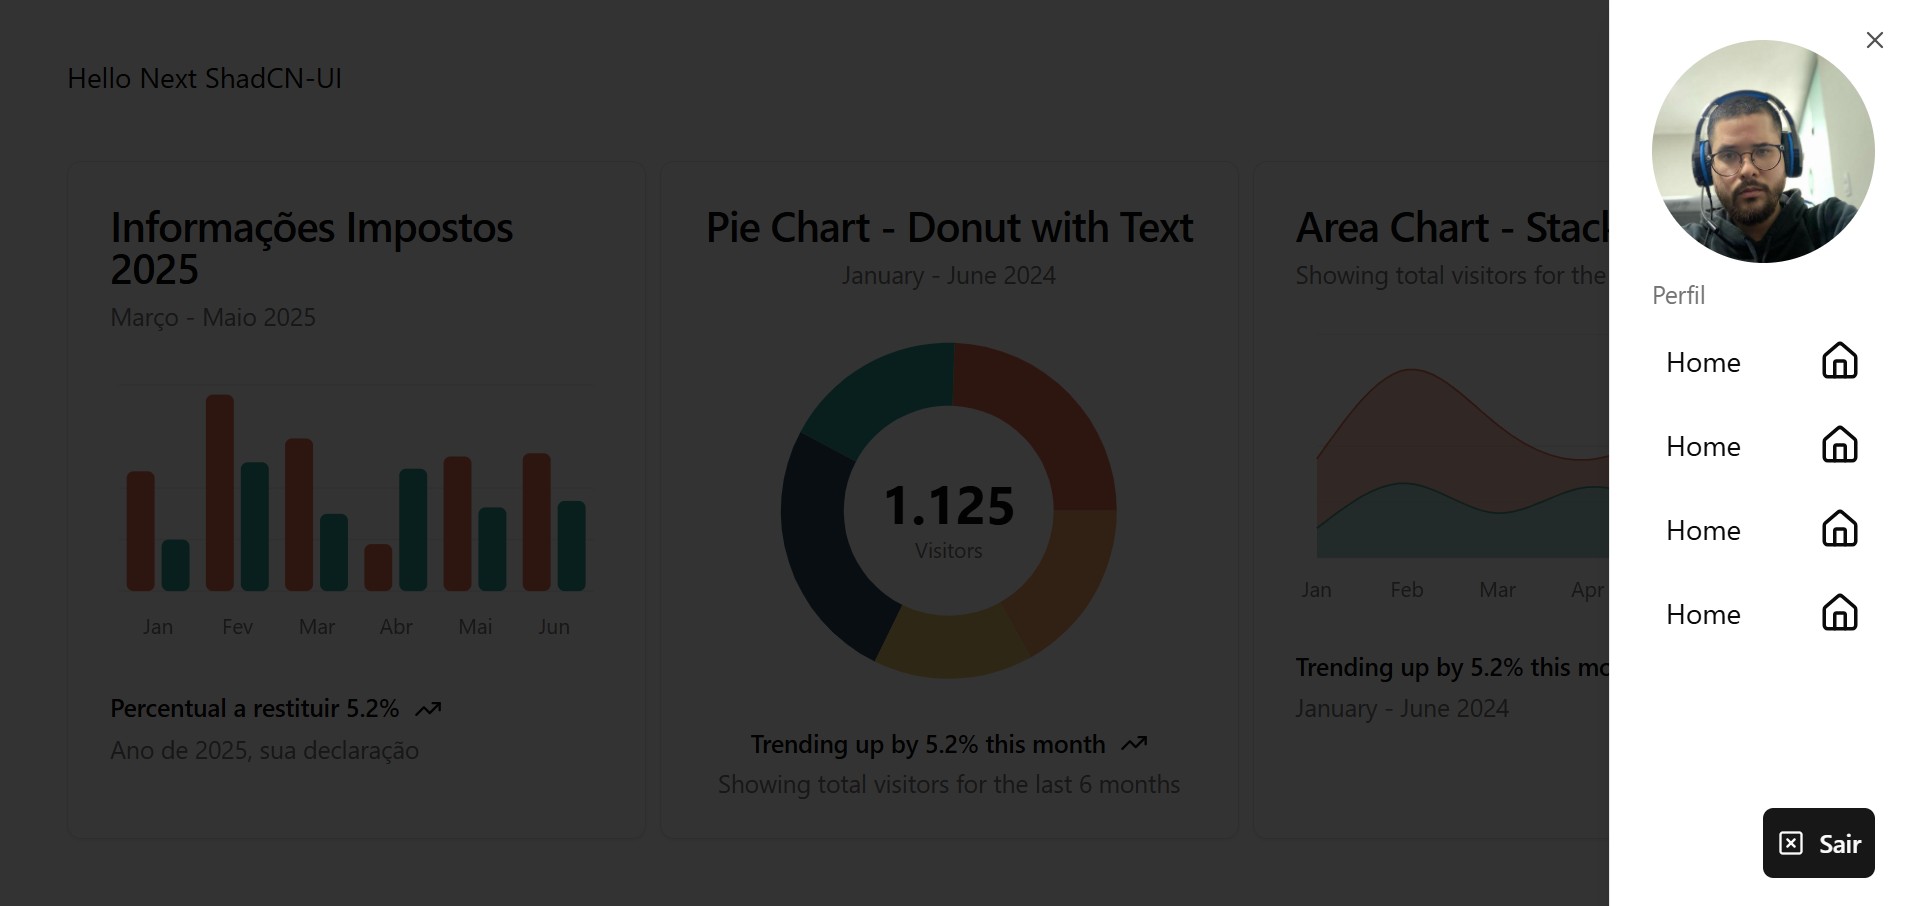 Hello Next ShadCN-UI
Informações Impostos
2025
Março - Maio 2025
Jan Fev Mar Abr Mai Jun
Percentual a restituir 5.2%
Ano de 2025, sua declaração
Pie Chart - Donut with Text
January - June 2024
1.125
Visitors
Trending up by 5.2% this month
Showing total visitors for the last 6 months
Area Chart - Stack
Showing total visitors for the
Jan Feb Mar Apr
Trending up by 5.2% this mo
January - June 2024
Perfil
Home
Home
Home
Home
Sair